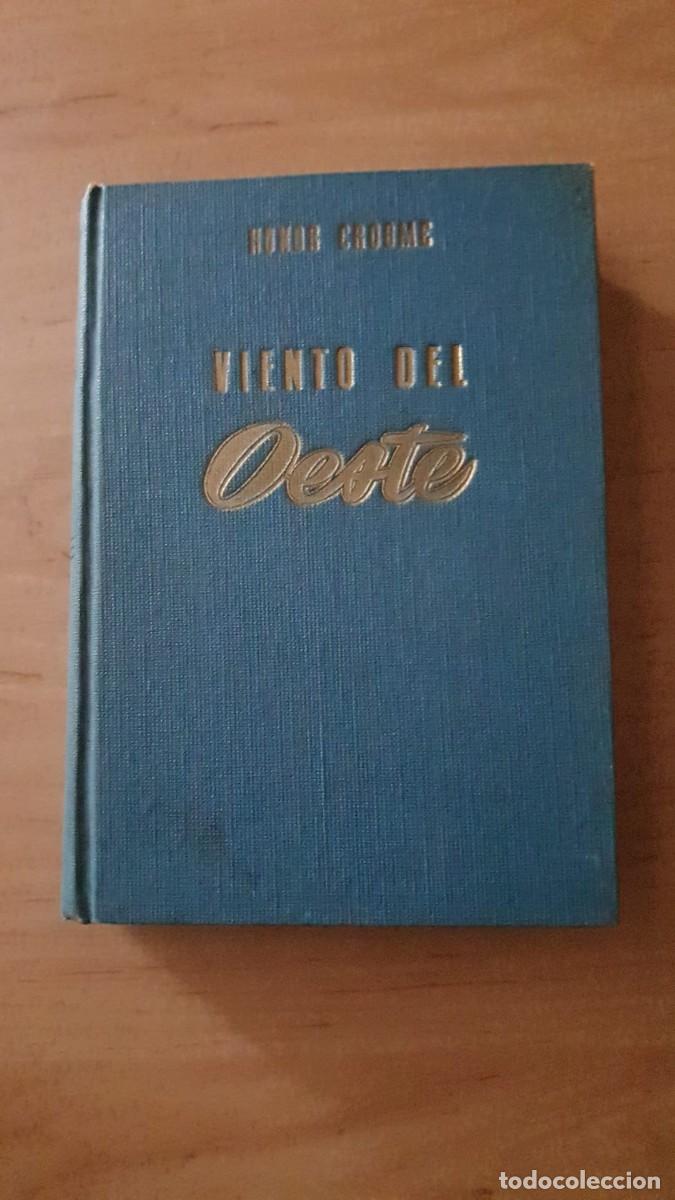 HONOR CROOME
VIENTO DEL
Oeste
todocoleccion